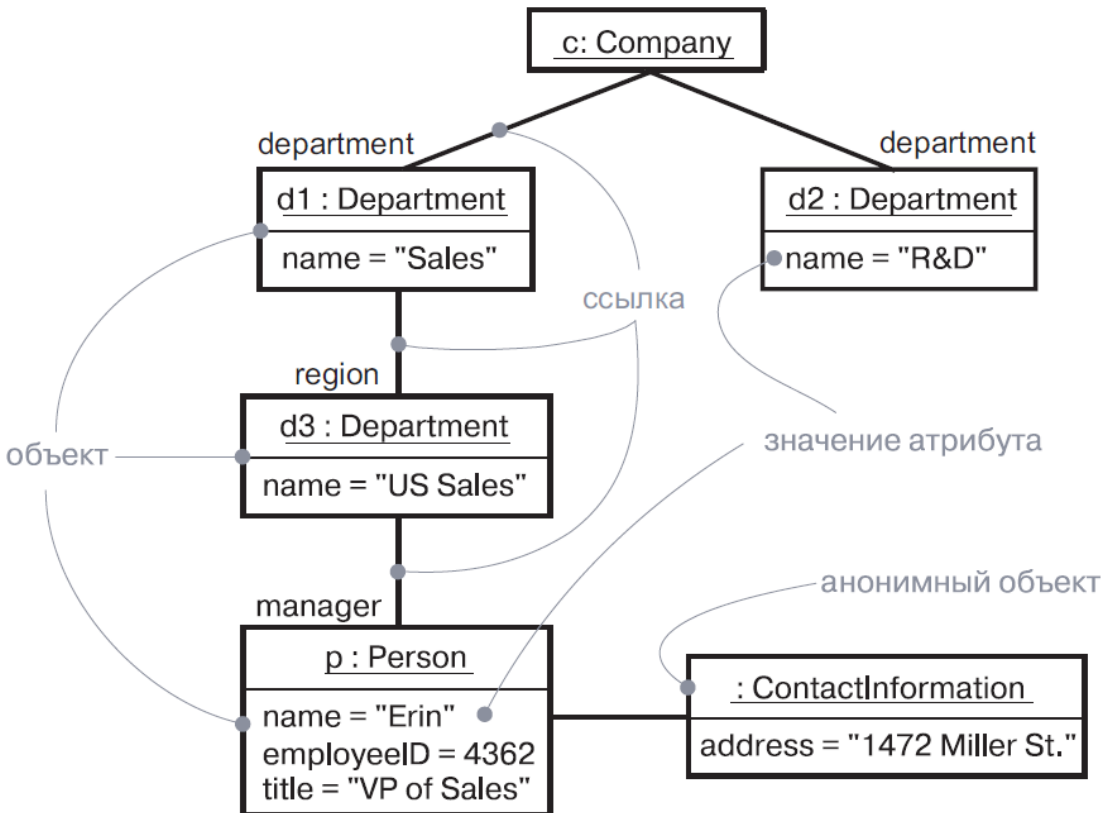 c: Company
department
department
d1 : Department
d2 : Department
name = "Sales"
name = "R&D"
ссылка
region
d3 : Department
объект
значение атрибута
name = "US Sales"
анонимный объект
manager
p : Person
: ContactInformation
name = "Erin"
employeeID = 4362
address = "1472 Miller St."
title = "VP of Sales"